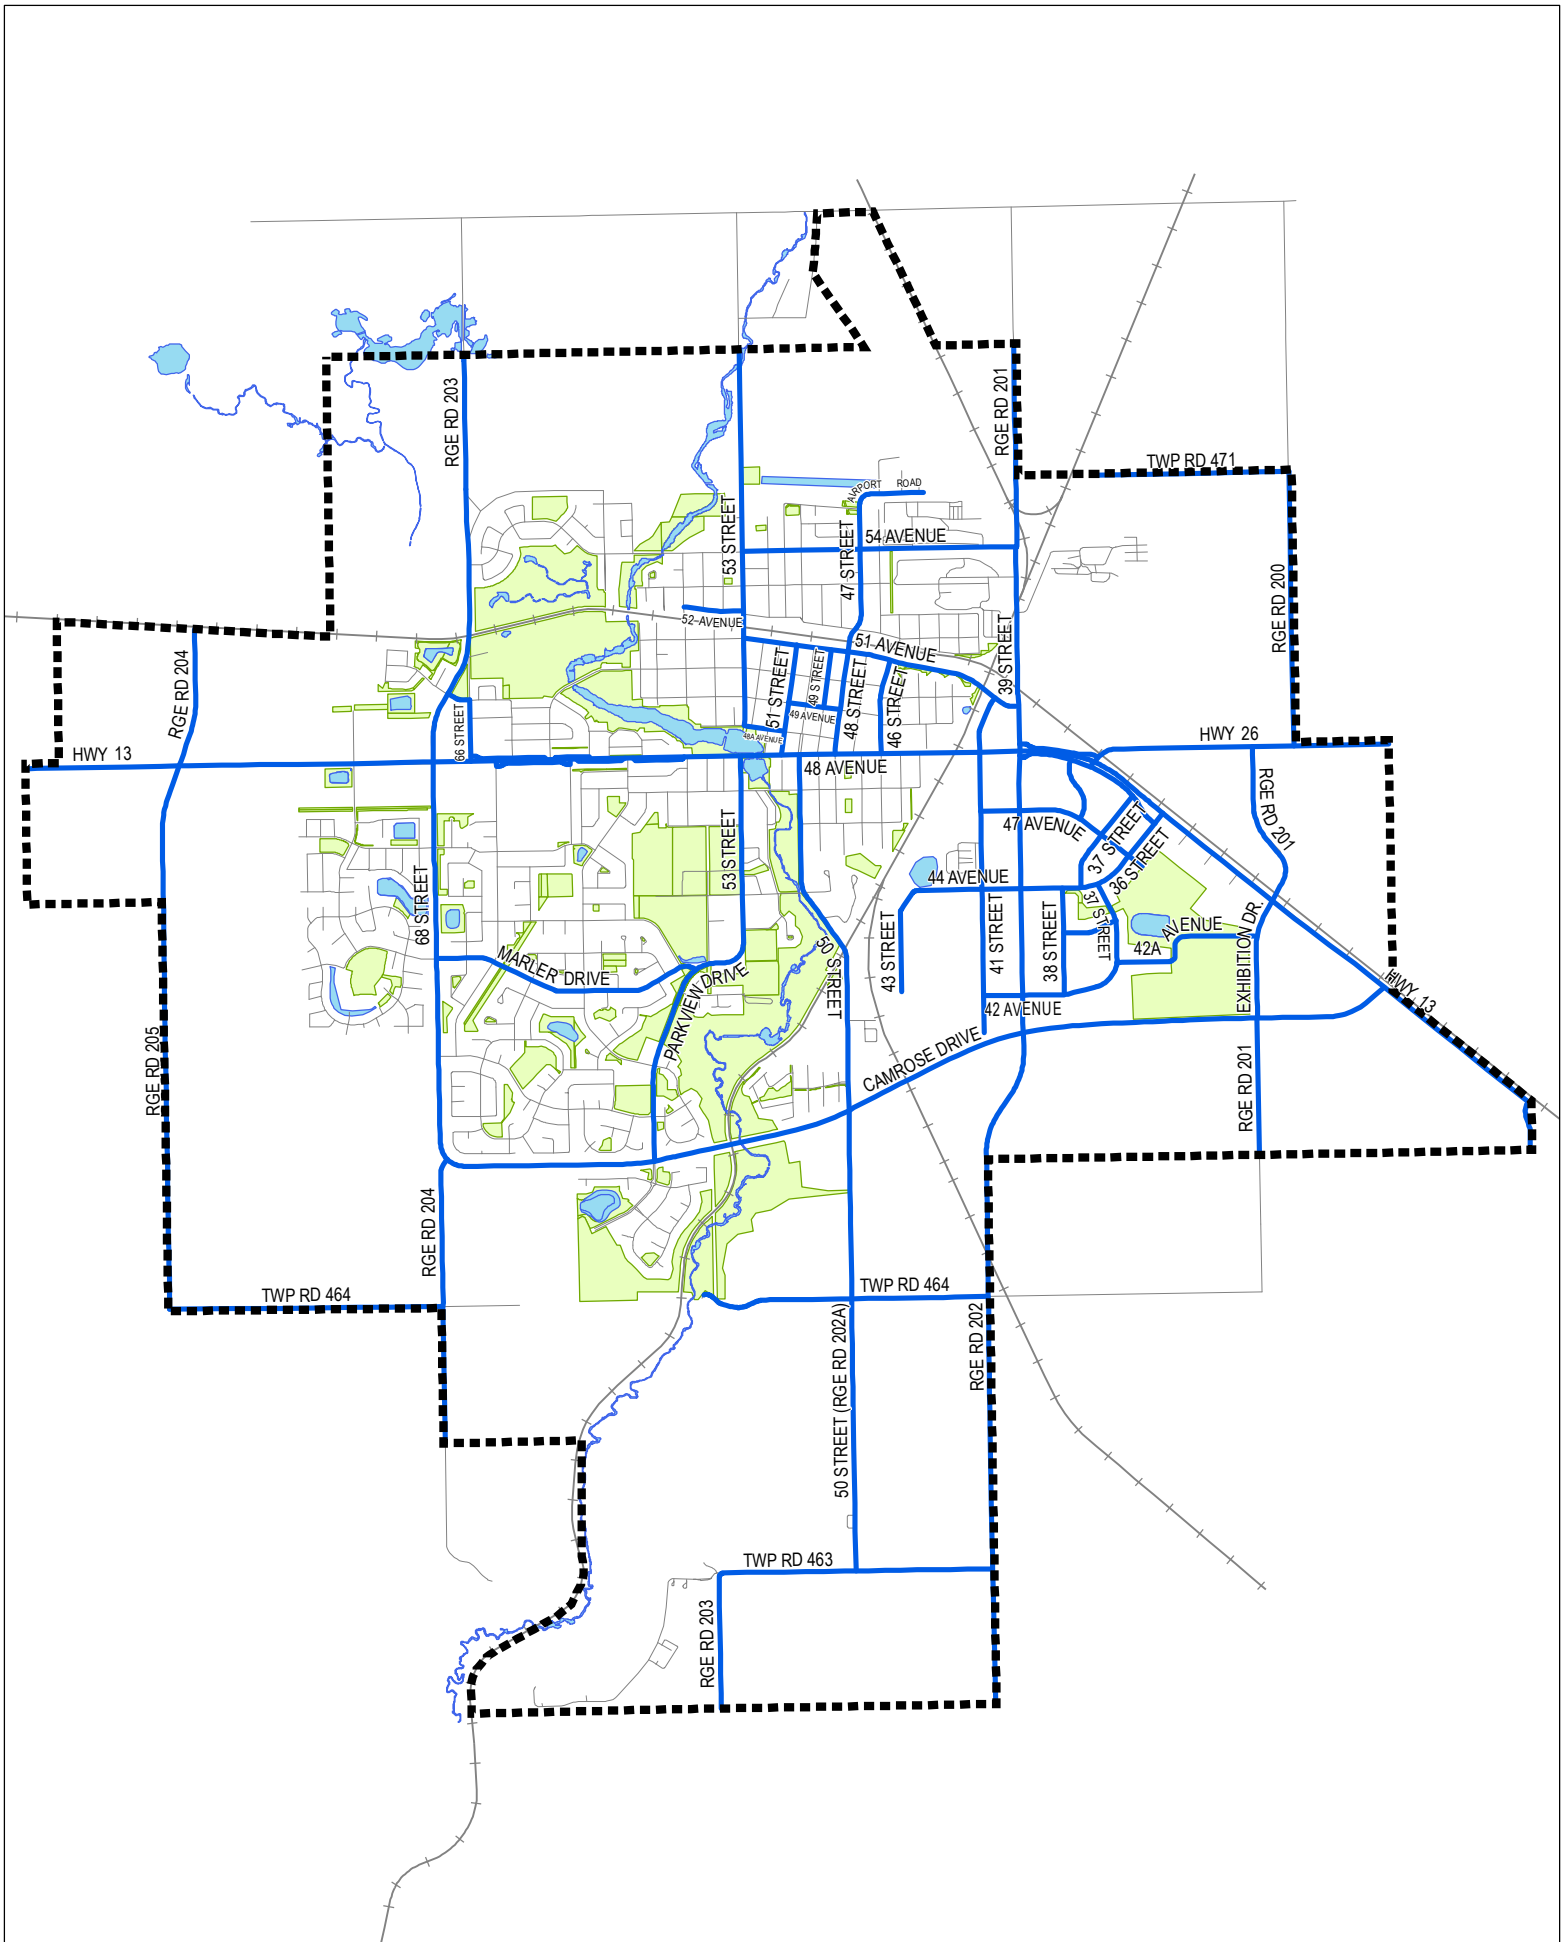 RGE RD 203
RGE RD 201
TWP RD 471
AIRPORT ROAD
53 STREET
47 STREET
54 AVENUE
RGE RD 200
52 AVENUE
RGE RD 204
51 AVENUE
39 STREET
51 STREET
49 STREET
48 STREET
46 STREET
66 STREET
49 AVENUE
48A AVENUE
HWY 13
HWY 26
48 AVENUE
RGE RD 201
47 AVENUE
37 STREET
36 STREET
53 STREET
44 AVENUE
68 STREET
37 STREET
43 STREET
41 STREET
38 STREET
42A AVENUE
EXHIBITION DR.
50 STREET
MARLER DRIVE
PARKVIEW DRIVE
42 AVENUE
HWY 13
CAMROSE DRIVE
RGE RD 205
RGE RD 201
RGE RD 204
TWP RD 464
TWP RD 464
50 STREET (RGE RD 202A)
RGE RD 202
TWP RD 463
RGE RD 203